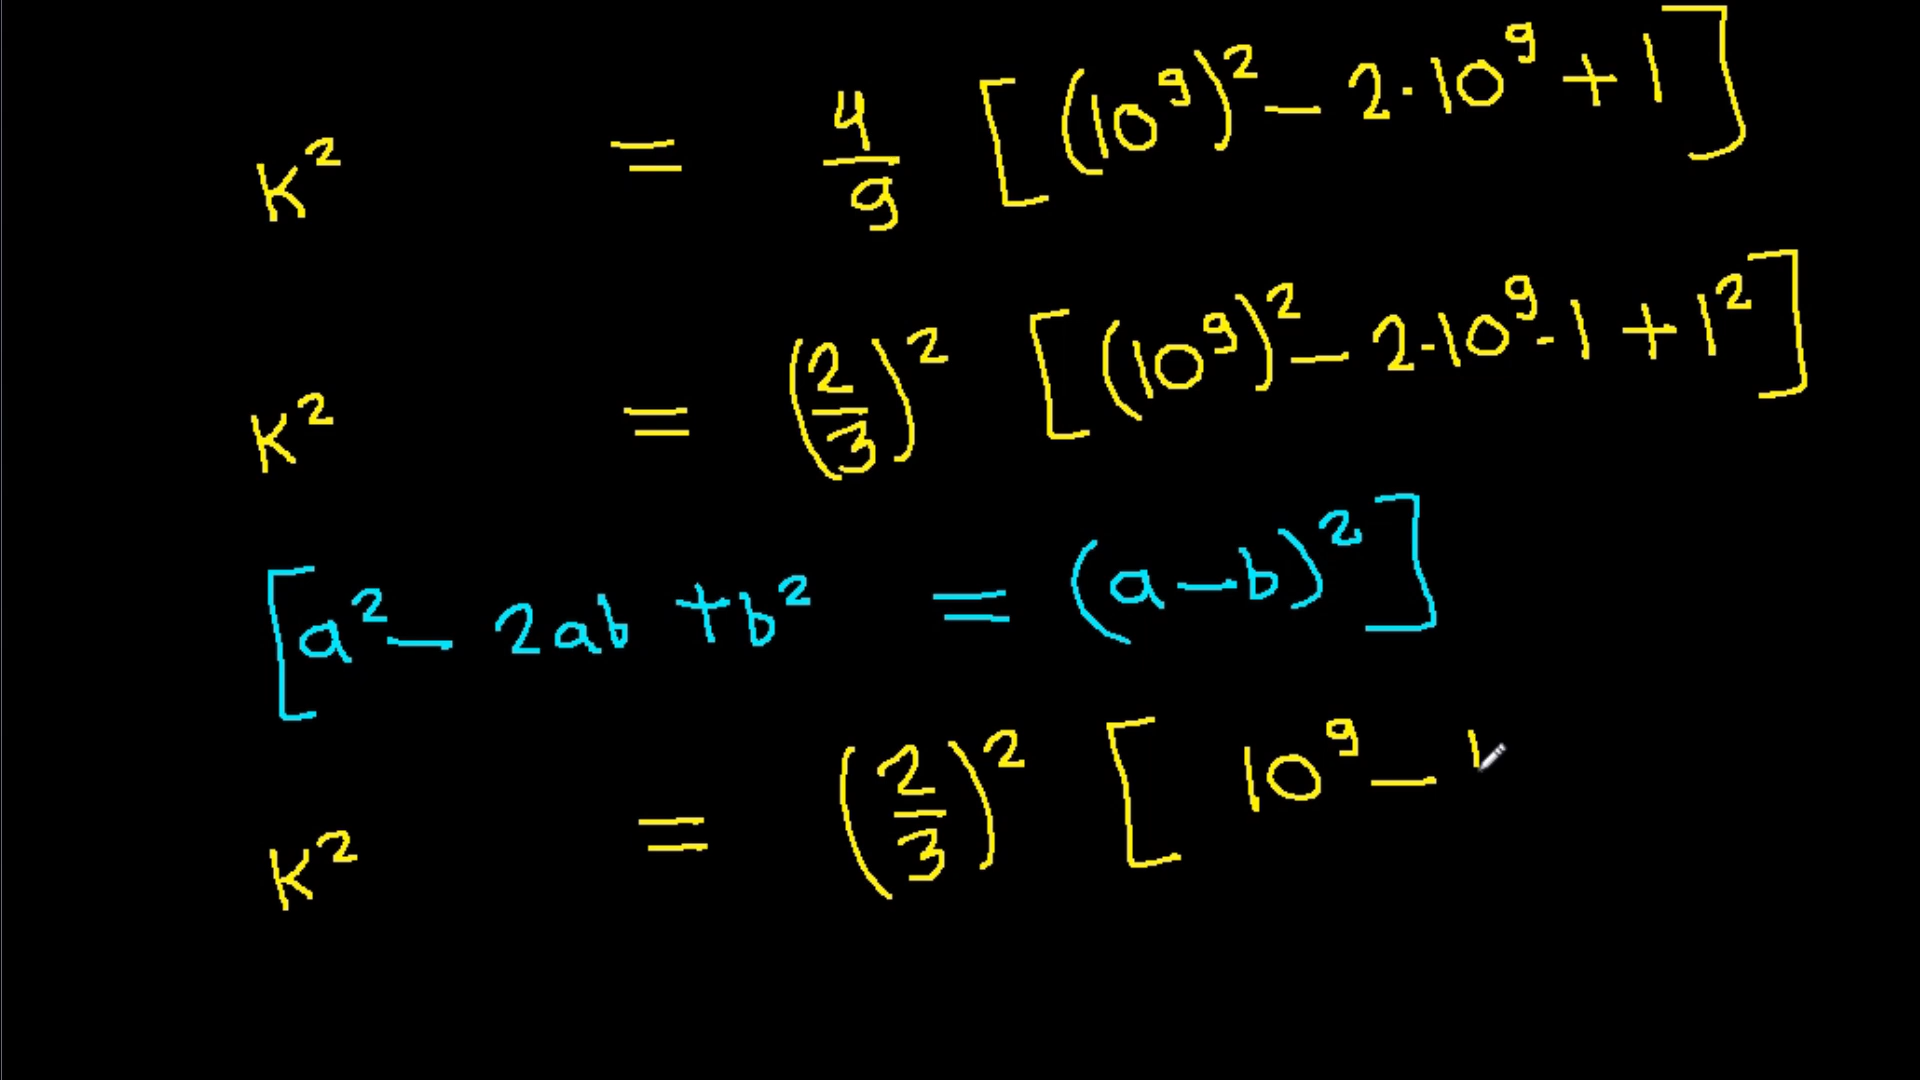 K² = 4/9 [(10⁹)² - 2·10⁹ + 1]
K² = (2/3)² [(10⁹)² - 2·10⁹·1 + 1²]
[a² - 2ab + b² = (a - b)²]
K² = (2/3)² [10⁹ - 1